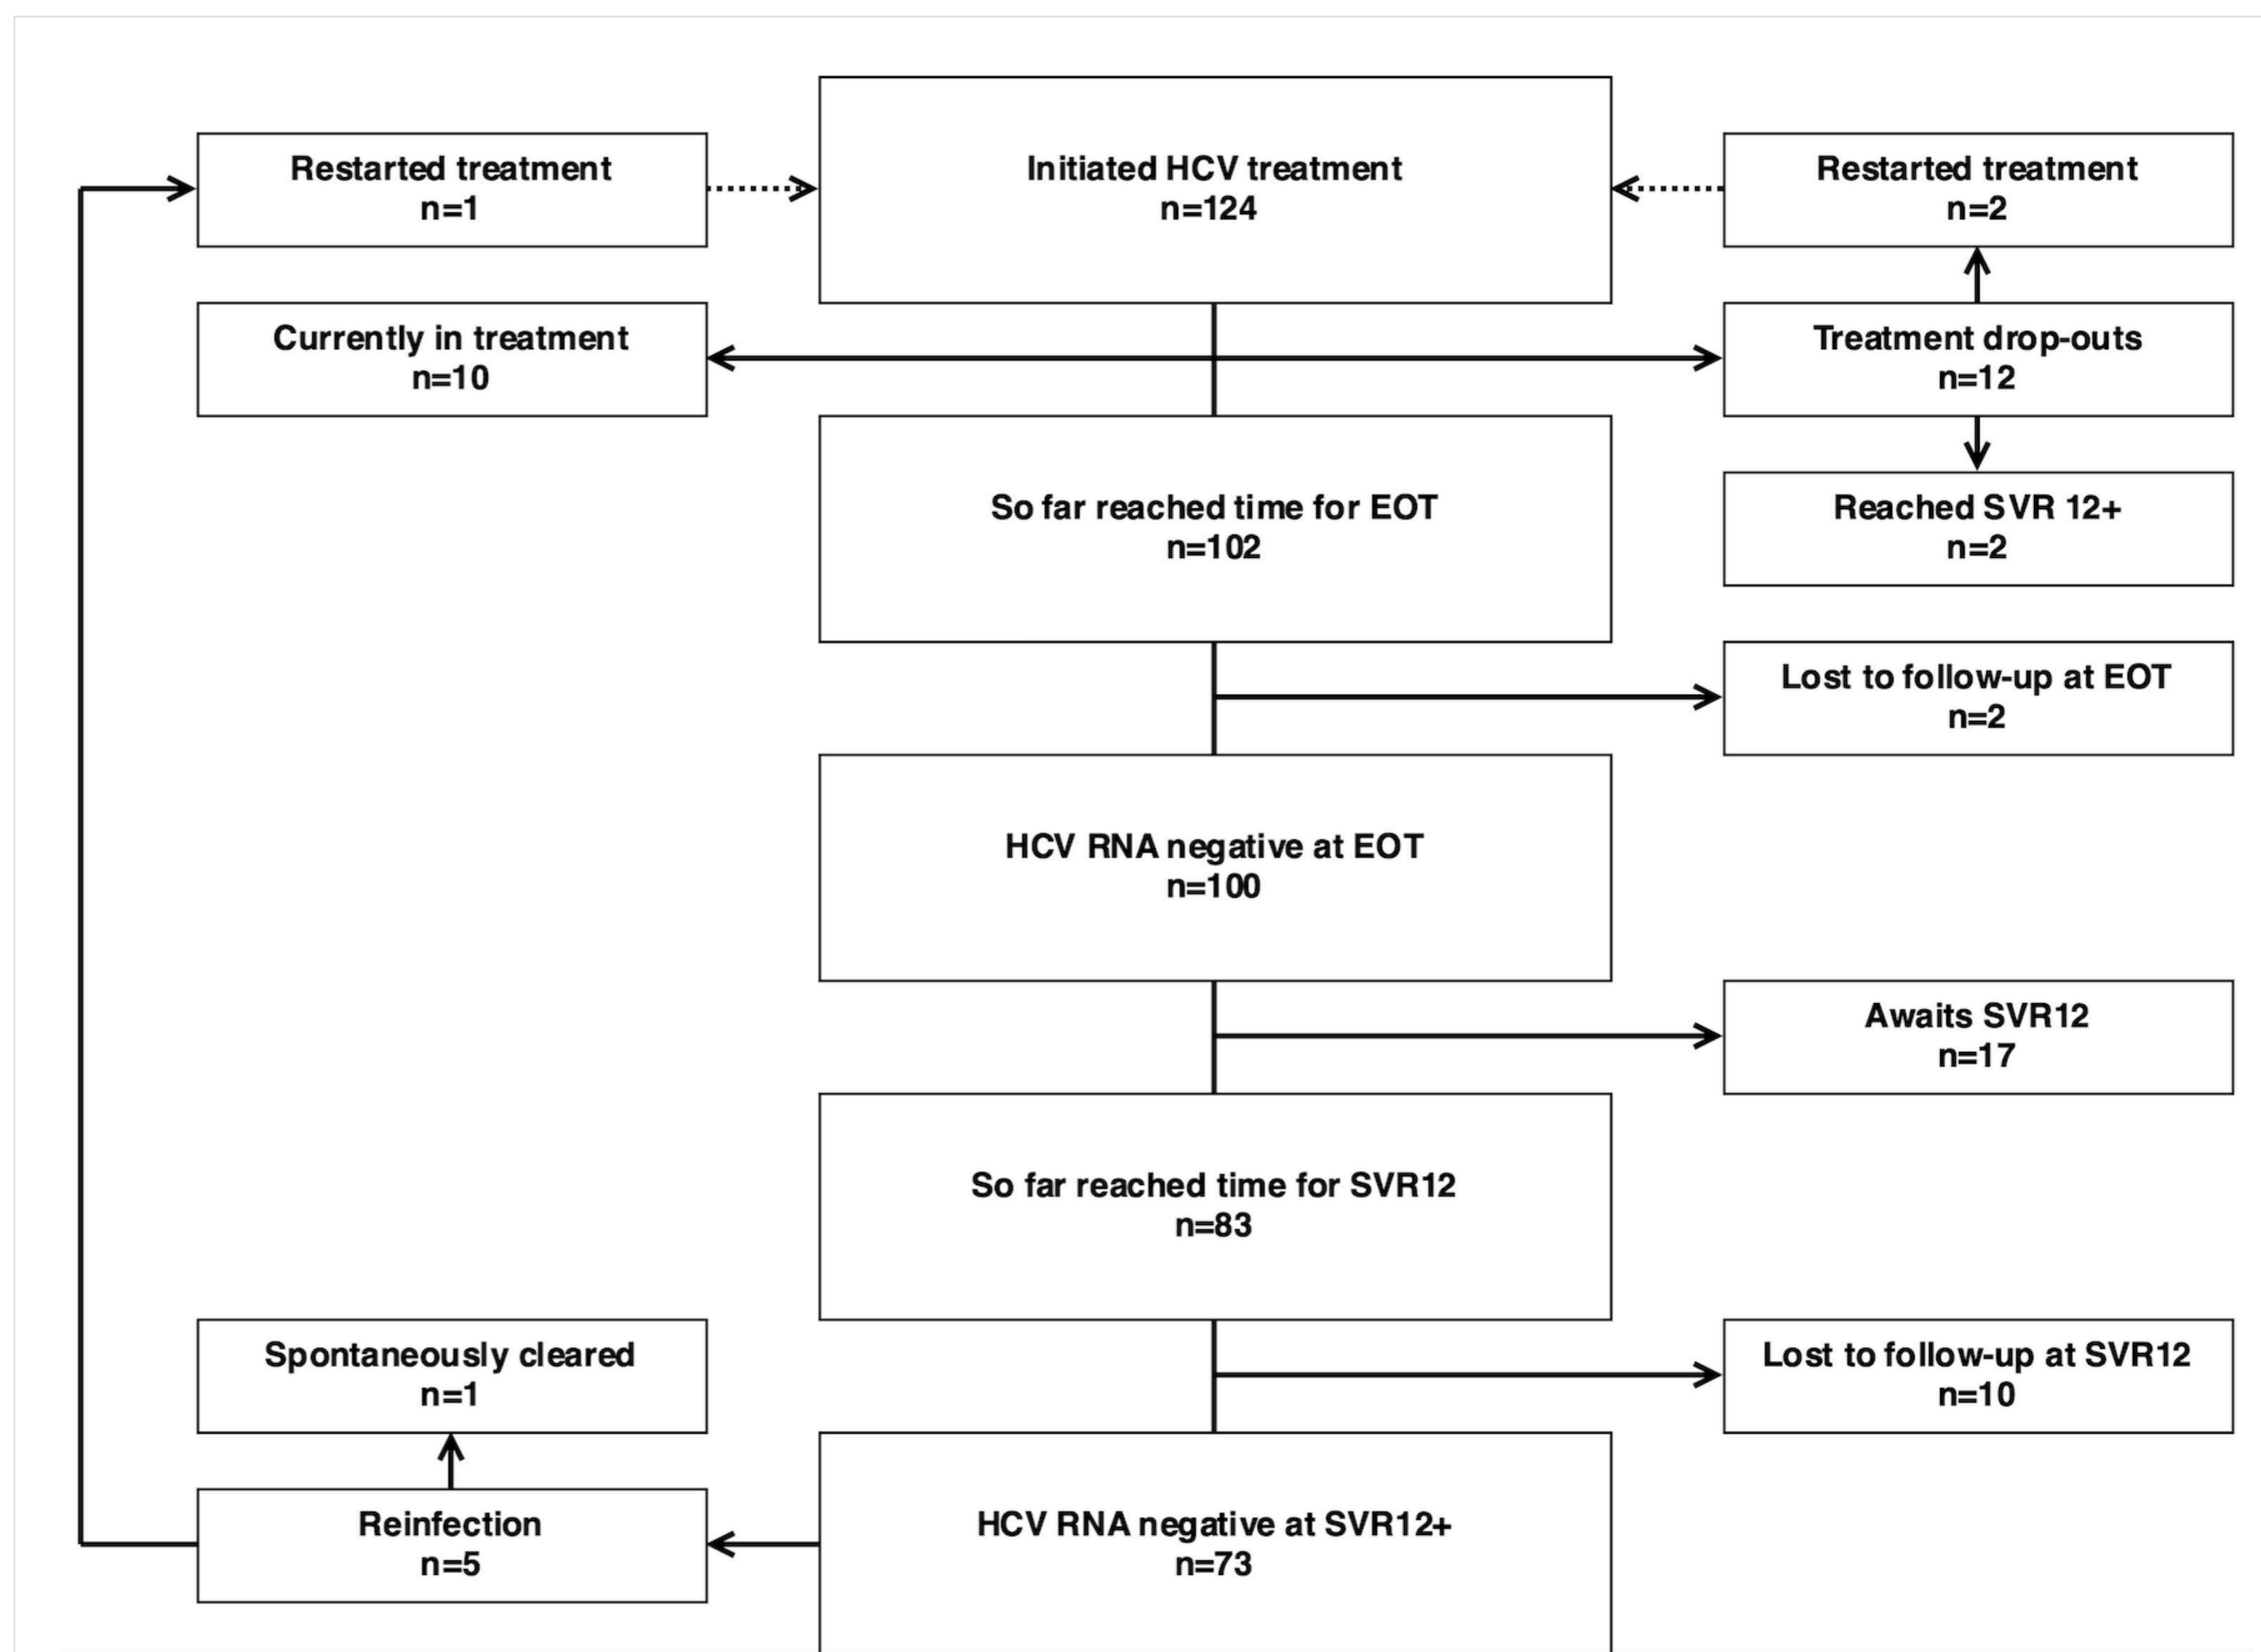 Restarted treatment
n=1
Initiated HCV treatment
n=124
Restarted treatment
n=2
Currently in treatment
n=10
Treatment drop-outs
n=12
So far reached time for EOT
n=102
Reached SVR 12+
n=2
Lost to follow-up at EOT
n=2
HCV RNA negative at EOT
n=100
Awaits SVR12
n=17
So far reached time for SVR12
n=83
Spontaneously cleared
n=1
Lost to follow-up at SVR12
n=10
Reinfection
n=5
HCV RNA negative at SVR12+
n=73